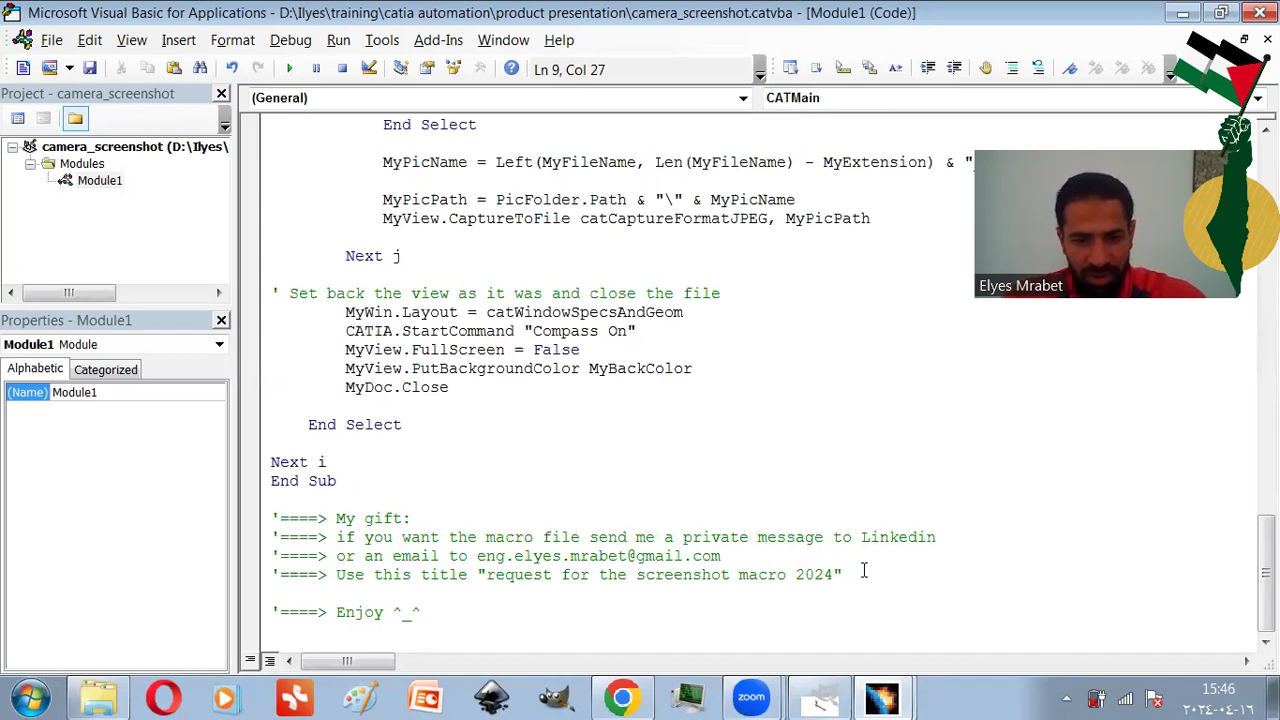 Microsoft Visual Basic for Applications - D:\Ilyes\training\catia automation\product presentation\camera_screenshot.catvba - [Module1 (Code)]
File Edit View Insert Format Debug Run Tools Add-Ins Window Help
Ln 9, Col 27
Project - camera_screenshot
(General)
CATMain
camera_screenshot (D:\Ilyes\
Modules
Module1
Properties - Module1
Module1 Module
Alphabetic Categorized
(Name) Module1
End Select
MyPicName = Left(MyFileName, Len(MyFileName) - MyExtension) & "_
MyPicPath = PicFolder.Path & "\" & MyPicName
MyView.CaptureToFile catCaptureFormatJPEG, MyPicPath
Next j
' Set back the view as it was and close the file
MyWin.Layout = catWindowSpecsAndGeom
CATIA.StartCommand "Compass On"
MyView.FullScreen = False
MyView.PutBackgroundColor MyBackColor
MyDoc.Close
End Select
Next i
End Sub
'====> My gift:
'====> if you want the macro file send me a private message to Linkedin
'====> or an email to eng.elyes.mrabet@gmail.com
'====> Use this title "request for the screenshot macro 2024"
'====> Enjoy ^_^
Elyes Mrabet
zoom
15:46
٢٠٢٤-٠٤-١٦